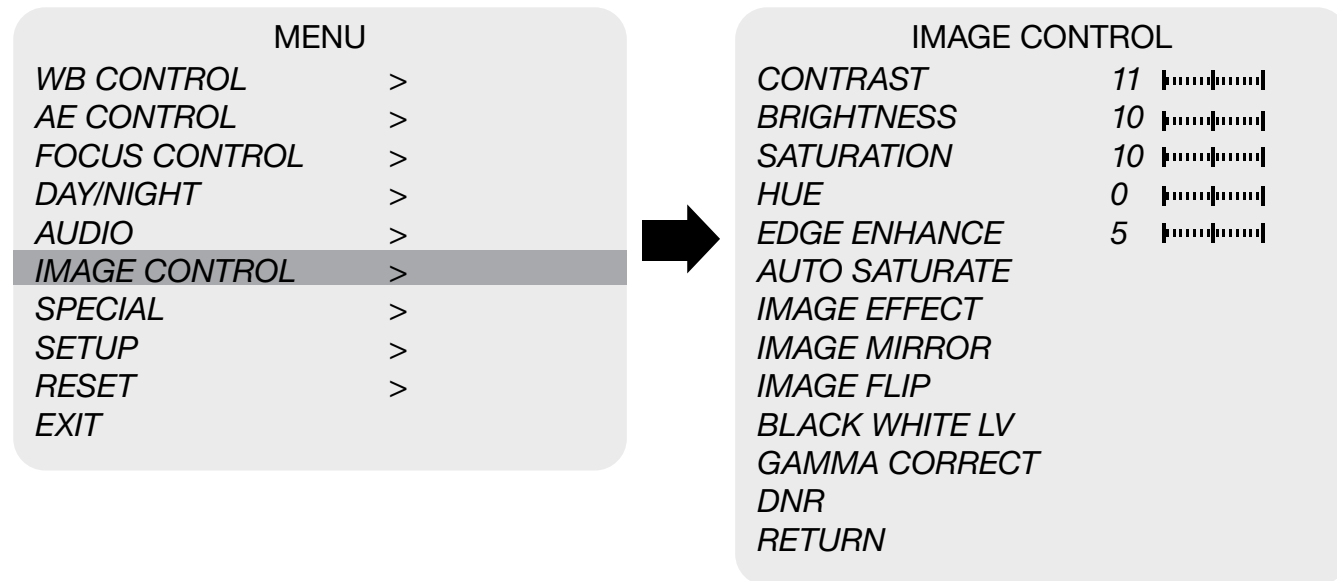 MENU
WB CONTROL >
AE CONTROL >
FOCUS CONTROL >
DAY/NIGHT >
AUDIO >
IMAGE CONTROL >
SPECIAL >
SETUP >
RESET >
EXIT
IMAGE CONTROL
CONTRAST 11
BRIGHTNESS 10
SATURATION 10
HUE 0
EDGE ENHANCE 5
AUTO SATURATE
IMAGE EFFECT
IMAGE MIRROR
IMAGE FLIP
BLACK WHITE LV
GAMMA CORRECT
DNR
RETURN